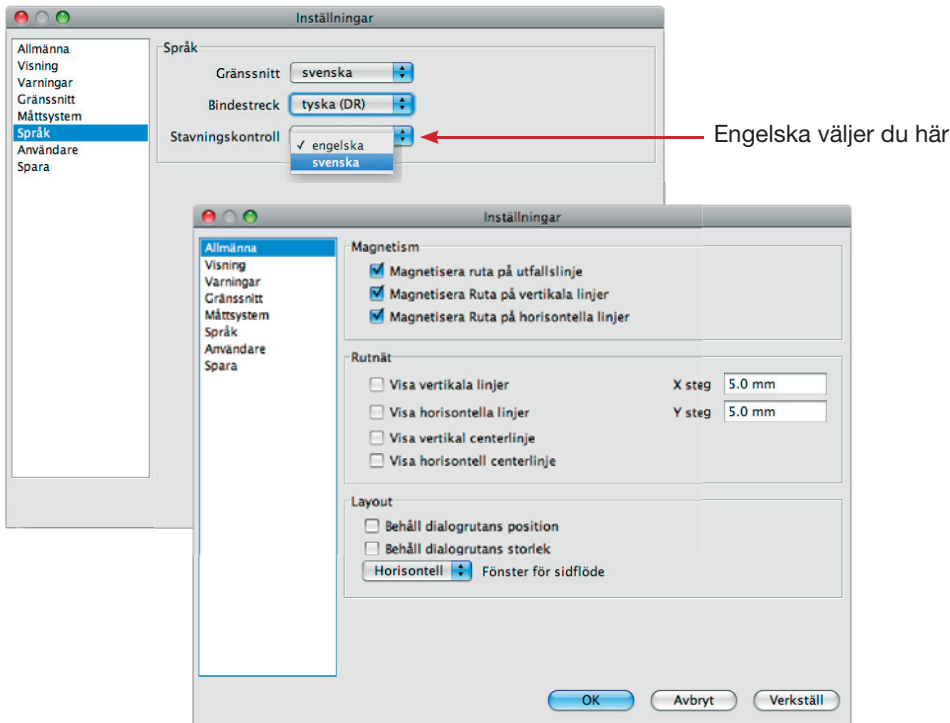 Inställningar
Allmänna
Visning
Varningar
Gränssnitt
Måttsystem
Språk
Användare
Spara
Språk
Gränssnitt svenska
Bindestreck tyska (DR)
Stavningskontroll
✓ engelska
svenska
Engelska väljer du här
Inställningar
Allmänna
Visning
Varningar
Gränssnitt
Måttsystem
Språk
Användare
Spara
Magnetism
Magnetisera ruta på utfallslinje
Magnetisera Ruta på vertikala linjer
Magnetisera Ruta på horisontella linjer
Rutnät
Visa vertikala linjer X steg 5.0 mm
Visa horisontella linjer Y steg 5.0 mm
Visa vertikal centerlinje
Visa horisontell centerlinje
Layout
Behåll dialogrutans position
Behåll dialogrutans storlek
Horisontell Fönster för sidflöde
OK Avbryt Verkställ